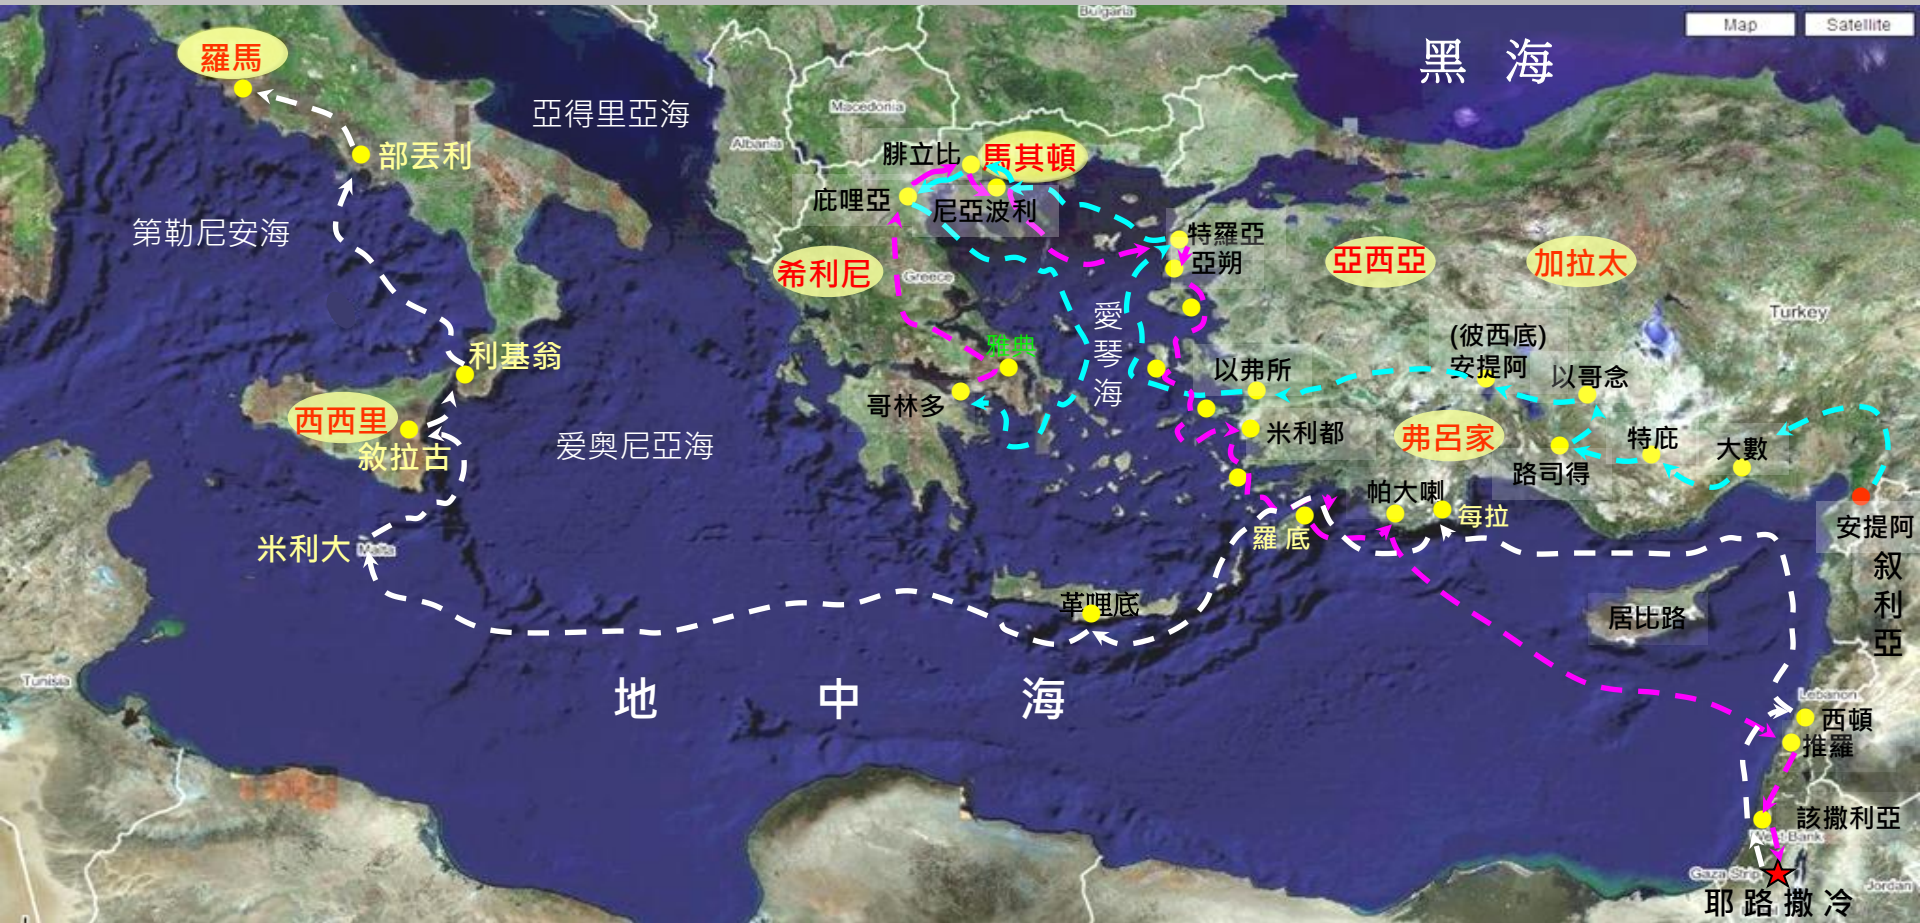 Bulgaria
Map
Satellite
羅馬
黑 海
Macedonia
亞得里亞海
Albania
部丟利
腓立比
馬其頓
庇哩亞
尼亞波利
第勒尼安海
特羅亞
亞朔
希利尼
Greece
亞西亞
加拉太
Turkey
愛琴海
(彼西底)
安提阿
雅典
利基翁
以弗所
以哥念
哥林多
西西里
敘拉古
爱奧尼亞海
米利都
弗呂家
特庇
大數
路司得
帕大喇
每拉
羅底
安提阿
叙利亞
米利大
Malta
革哩底
居比路
Tunisia
地 中 海
Lebanon
西頓
推羅
該撒利亞
West Bank
Gaza Strip
Jordan
耶路撒冷